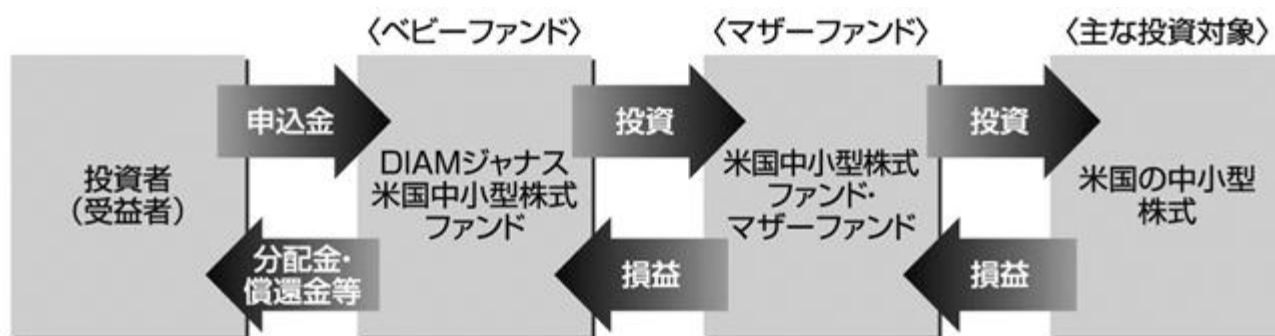 〈ベビーファンド〉
〈マザーファンド〉
〈主な投資対象〉
投資者
（受益者）
申込金
分配金・
償還金等
DIAMジャナス
米国中小型株式
ファンド
投資
損益
米国中小型株式
ファンド・
マザーファンド
投資
損益
米国の中小型
株式